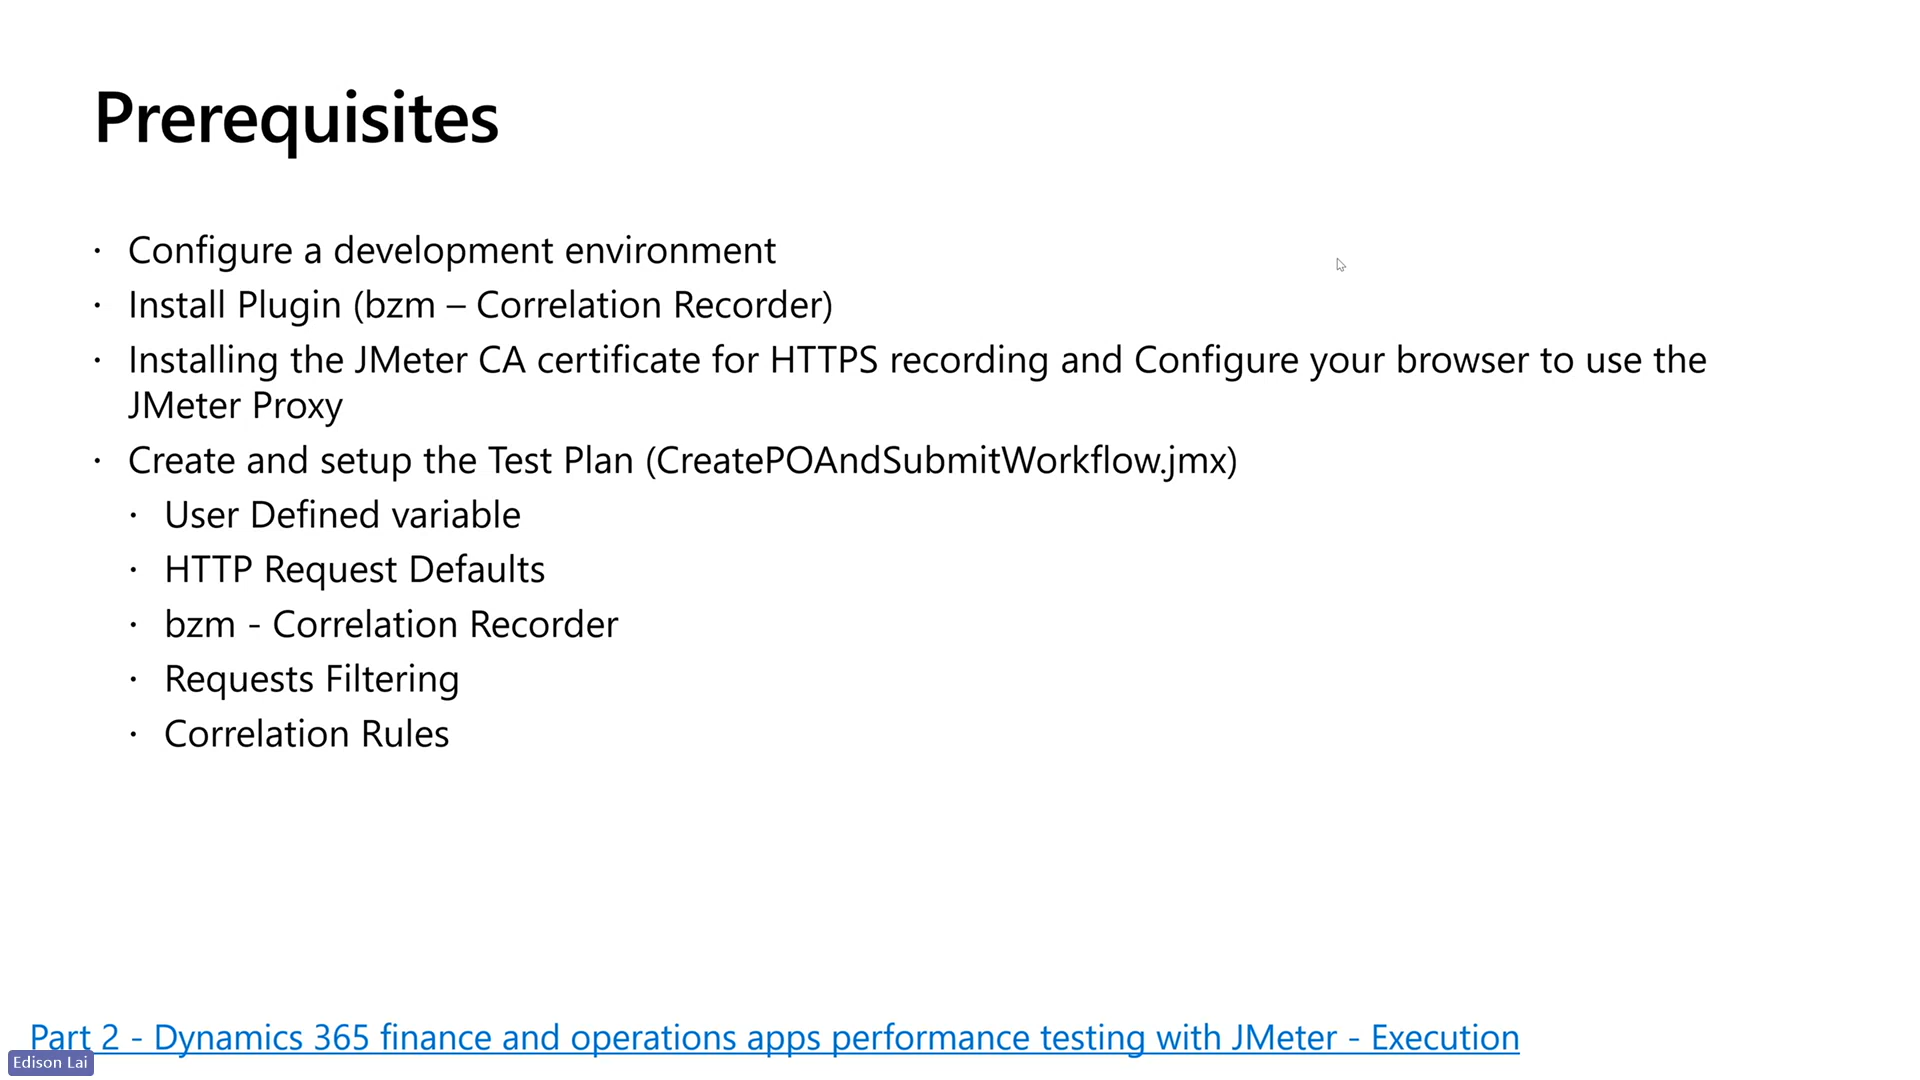 Prerequisites
· Configure a development environment
· Install Plugin (bzm – Correlation Recorder)
· Installing the JMeter CA certificate for HTTPS recording and Configure your browser to use the
JMeter Proxy
· Create and setup the Test Plan (CreatePOAndSubmitWorkflow.jmx)
· User Defined variable
· HTTP Request Defaults
· bzm - Correlation Recorder
· Requests Filtering
· Correlation Rules
Part 2 - Dynamics 365 finance and operations apps performance testing with JMeter - Execution
Edison Lai